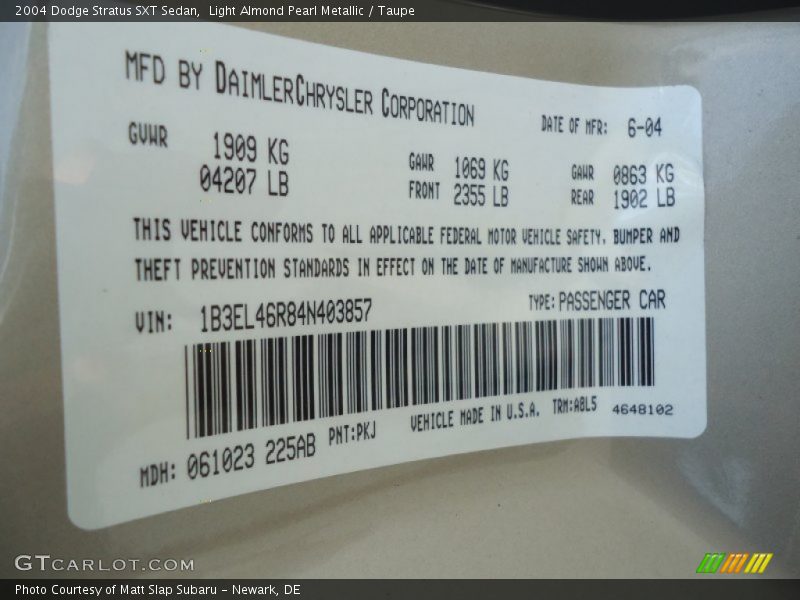 2004 Dodge Stratus SXT Sedan,  Light Almond Pearl Metallic / Taupe
MFD BY DAIMLERCHRYSLER CORPORATION
DATE OF MFR: 6-04
GVWR 1909 KG
04207 LB
GAWR 1069 KG
FRONT 2355 LB
GAWR 0863 KG
REAR 1902 LB
THIS VEHICLE CONFORMS TO ALL APPLICABLE FEDERAL MOTOR VEHICLE SAFETY, BUMPER AND
THEFT PREVENTION STANDARDS IN EFFECT ON THE DATE OF MANUFACTURE SHOWN ABOVE.
VIN: 1B3EL46R84N403857
TYPE: PASSENGER CAR
MDH: 061023 225AB
PNT:PKJ
VEHICLE MADE IN U.S.A.
TRM:A8L5
4648102
GTCARLOT.COM
Photo Courtesy of Matt Slap Subaru - Newark, DE